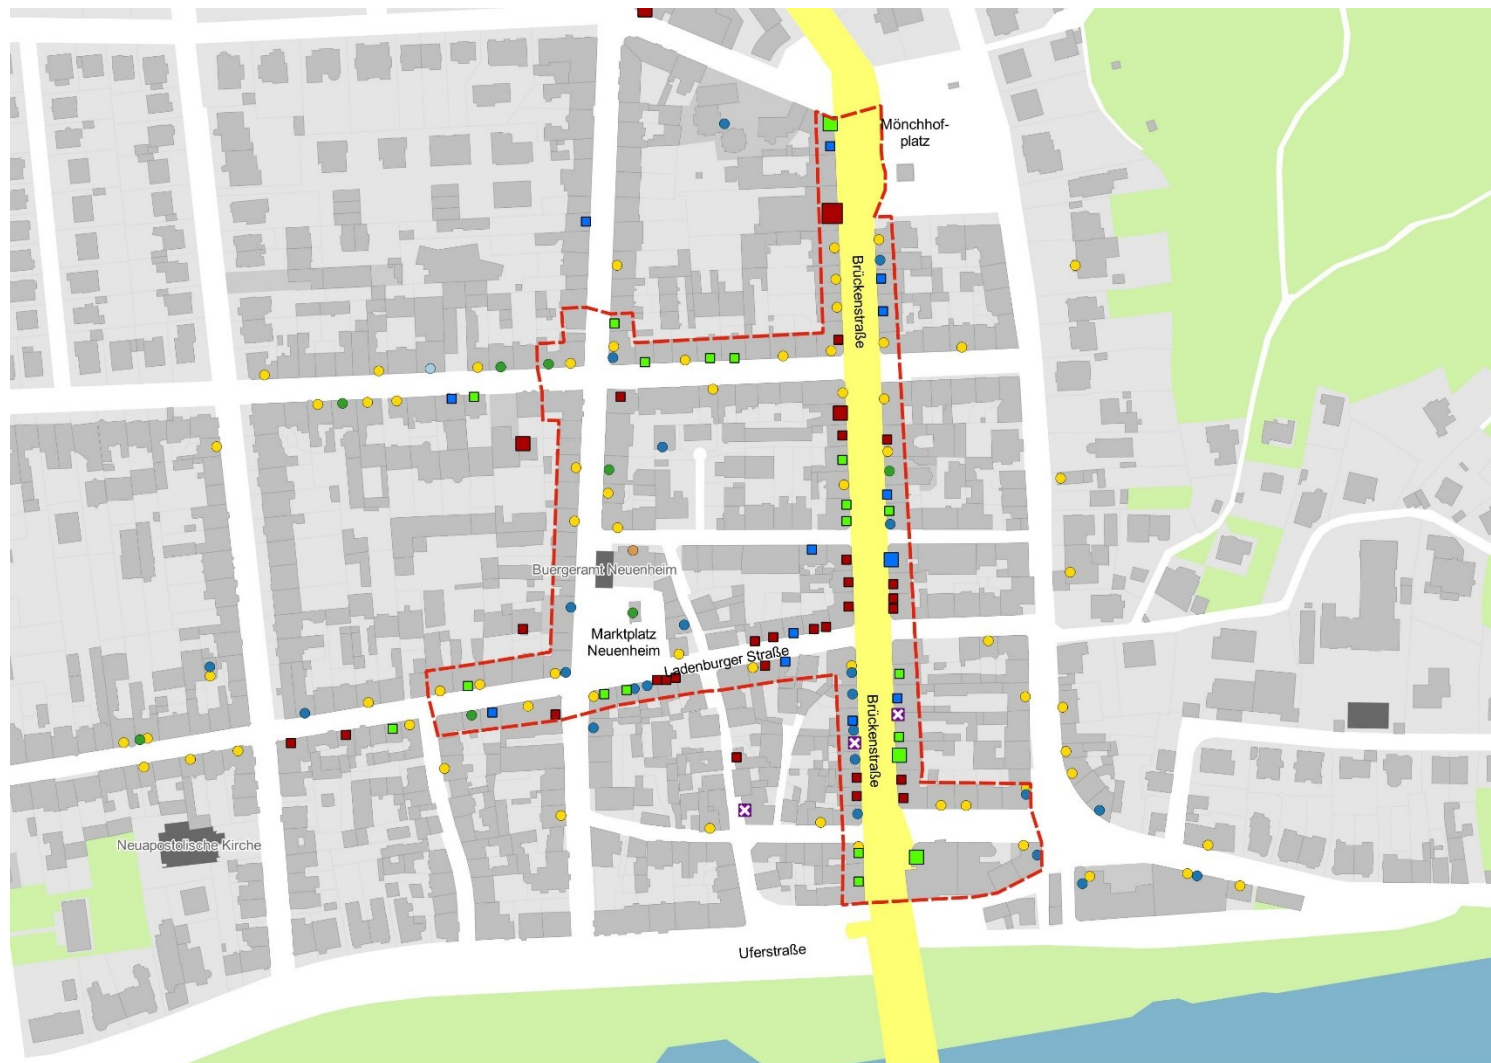 Mönchhof-
platz
Brückenstraße
Buergeramt Neuenheim
Marktplatz
Neuenheim
Ladenburger Straße
Brückenstraße
Neuapostolische Kirche
Uferstraße